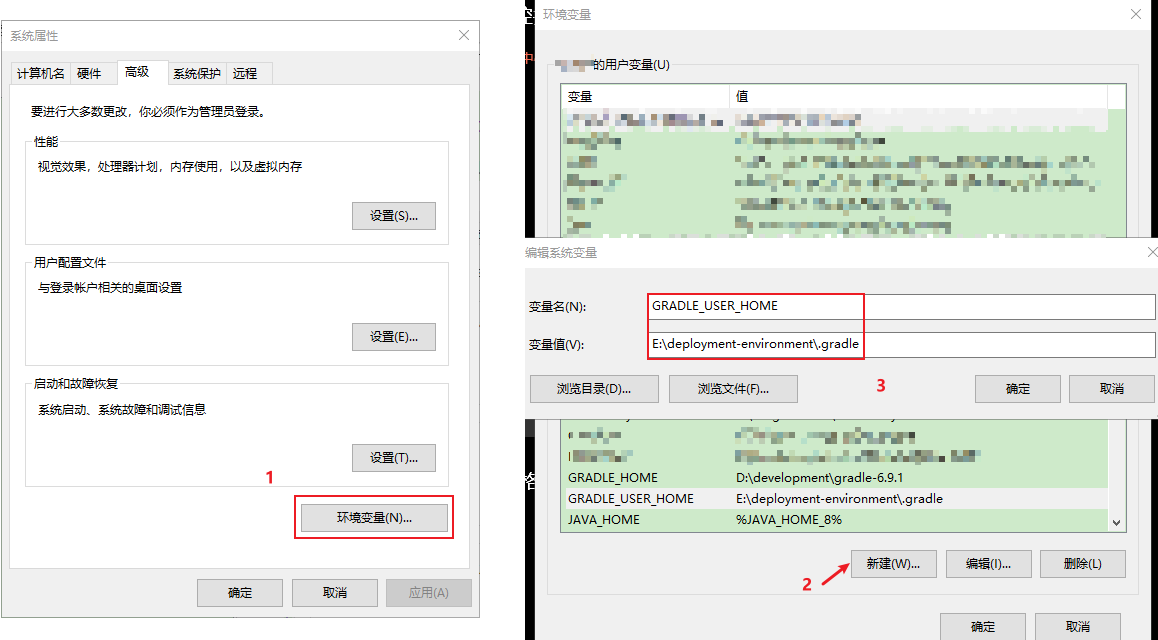 系统属性
计算机名 硬件 高级 系统保护 远程
要进行大多数更改，你必须作为管理员登录。
性能
视觉效果，处理器计划，内存使用，以及虚拟内存
设置(S)...
用户配置文件
与登录帐户相关的桌面设置
设置(E)...
启动和故障恢复
系统启动、系统故障和调试信息
设置(T)...
1
环境变量(N)...
确定 取消 应用(A)
环境变量
的用户变量(U)
变量 值
编辑系统变量
变量名(N): GRADLE_USER_HOME
变量值(V): E:\deployment-environment\.gradle
浏览目录(D)... 浏览文件(F)... 3 确定 取消
GRADLE_HOME D:\development\gradle-6.9.1
GRADLE_USER_HOME E:\deployment-environment\.gradle
JAVA_HOME %JAVA_HOME_8%
2 新建(W)... 编辑(I)... 删除(L)
确定 取消